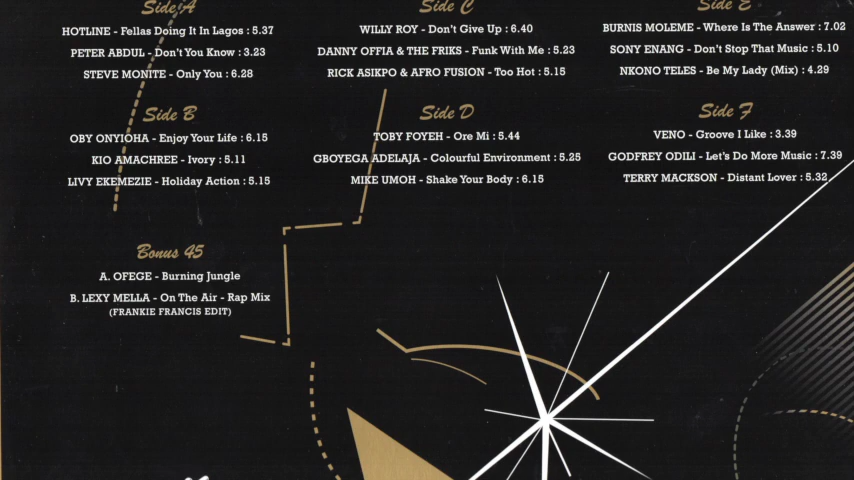 Side A
HOTLINE - Fellas Doing It In Lagos : 5.37
PETER ABDUL - Don't You Know : 3.23
STEVE MONITE - Only You : 6.28
Side B
OBY ONYIOHA - Enjoy Your Life : 6.15
KIO AMACHREE - Ivory : 5.11
LIVY EKEMEZIE - Holiday Action : 5.15
Bonus 45
A. OFEGE - Burning Jungle
B. LEXY MELLA - On The Air - Rap Mix
(FRANKIE FRANCIS EDIT)
Side C
WILLY ROY - Don't Give Up : 6.40
DANNY OFFIA & THE FRIKS - Funk With Me : 5.23
RICK ASIKPO & AFRO FUSION - Too Hot : 5.15
Side D
TOBY FOYEH - Ore Mi : 5.44
GBOYEGA ADELAJA - Colourful Environment : 5.25
MIKE UMOH - Shake Your Body : 6.15
Side E
BURNIS MOLEME - Where Is The Answer : 7.02
SONY ENANG - Don't Stop That Music : 5.10
NKONO TELES - Be My Lady (Mix) : 4.29
Side F
VENO - Groove I Like : 3.39
GODFREY ODILI - Let's Do More Music : 7.39
TERRY MACKSON - Distant Lover : 5.32